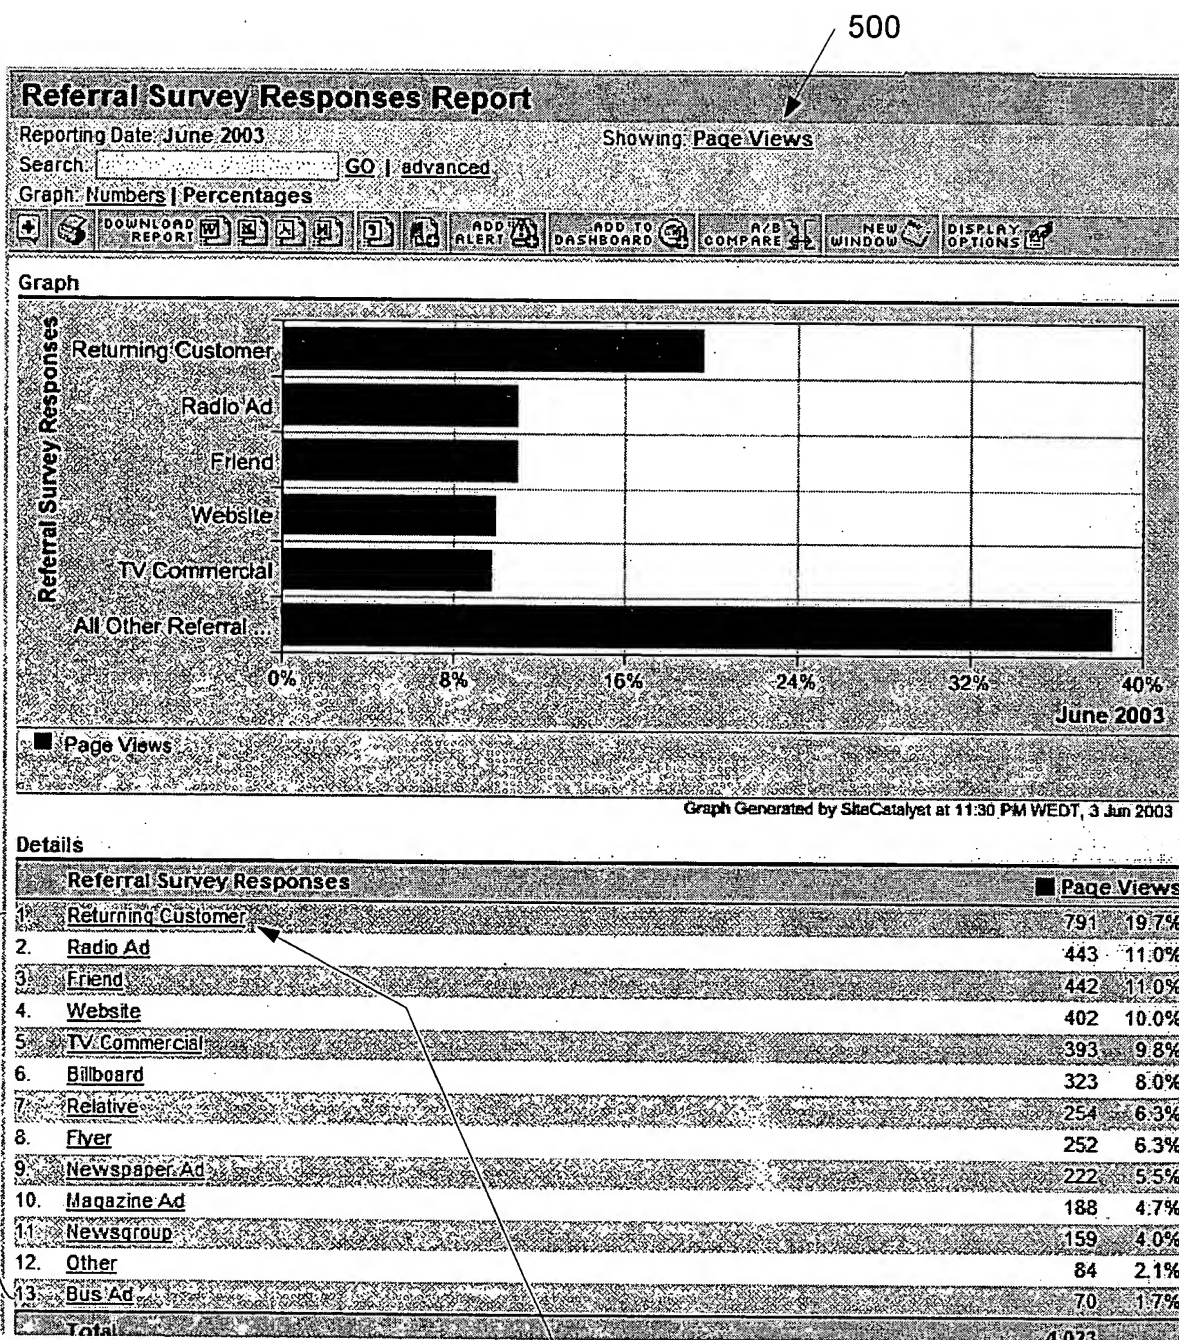 500
Referral Survey Responses Report
Reporting Date: June 2003 Showing: Page Views
Search: GO | advanced
Graph: Numbers | Percentages
DOWNLOAD REPORT ADD ALERT ADD TO DASHBOARD A/B COMPARE NEW WINDOW DISPLAY OPTIONS
Graph
Referral Survey Responses
Returning Customer
Radio Ad
Friend
Website
TV Commercial
All Other Referral ...
0% 8% 16% 24% 32% 40%
June 2003
Page Views
Graph Generated by SiteCatalyst at 11:30 PM WEDT, 3 Jun 2003
Details
Referral Survey Responses Page Views
1. Returning Customer 791 19.7%
2. Radio Ad 443 11.0%
3. Friend 442 11.0%
4. Website 402 10.0%
5. TV Commercial 393 9.8%
6. Billboard 323 8.0%
7. Relative 254 6.3%
8. Flyer 252 6.3%
9. Newspaper Ad 222 5.5%
10. Magazine Ad 188 4.7%
11. Newsgroup 159 4.0%
12. Other 84 2.1%
13. Bus Ad 70 1.7%
Total 4,023